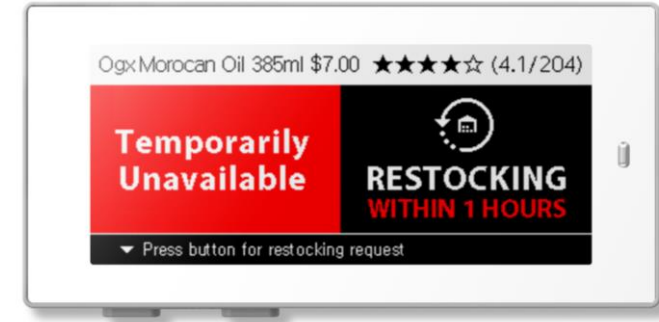 Ogx Morocan Oil 385ml $7.00 ★★★★☆ (4.1/204)
Temporarily
Unavailable
RESTOCKING
WITHIN 1 HOURS
Press button for restocking request